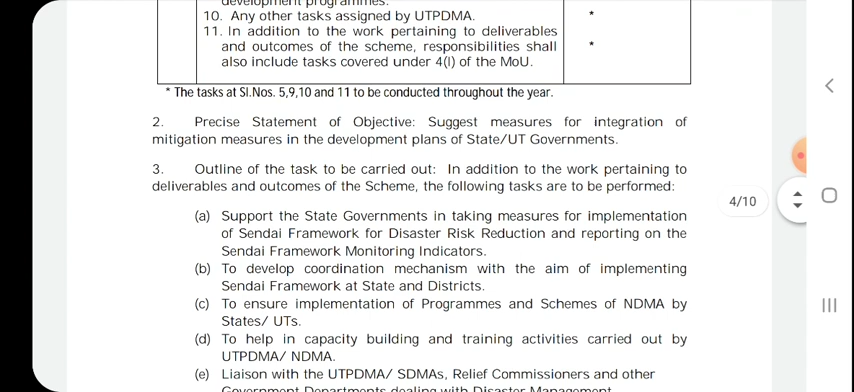 development programmes.
10. Any other tasks assigned by UTPDMA. *
11. In addition to the work pertaining to deliverables *
and outcomes of the scheme, responsibilities shall
also include tasks covered under 4(I) of the MoU.
* The tasks at Sl.Nos. 5,9,10 and 11 to be conducted throughout the year.
2. Precise Statement of Objective: Suggest measures for integration of
mitigation measures in the development plans of State/UT Governments.
3. Outline of the task to be carried out: In addition to the work pertaining to
deliverables and outcomes of the Scheme, the following tasks are to be performed:
(a) Support the State Governments in taking measures for implementation
of Sendai Framework for Disaster Risk Reduction and reporting on the
Sendai Framework Monitoring Indicators.
(b) To develop coordination mechanism with the aim of implementing
Sendai Framework at State and Districts.
(c) To ensure implementation of Programmes and Schemes of NDMA by
States/ UTs.
(d) To help in capacity building and training activities carried out by
UTPDMA/ NDMA.
(e) Liaison with the UTPDMA/ SDMAs, Relief Commissioners and other
Government Departments dealing with Disaster Management.
4/10